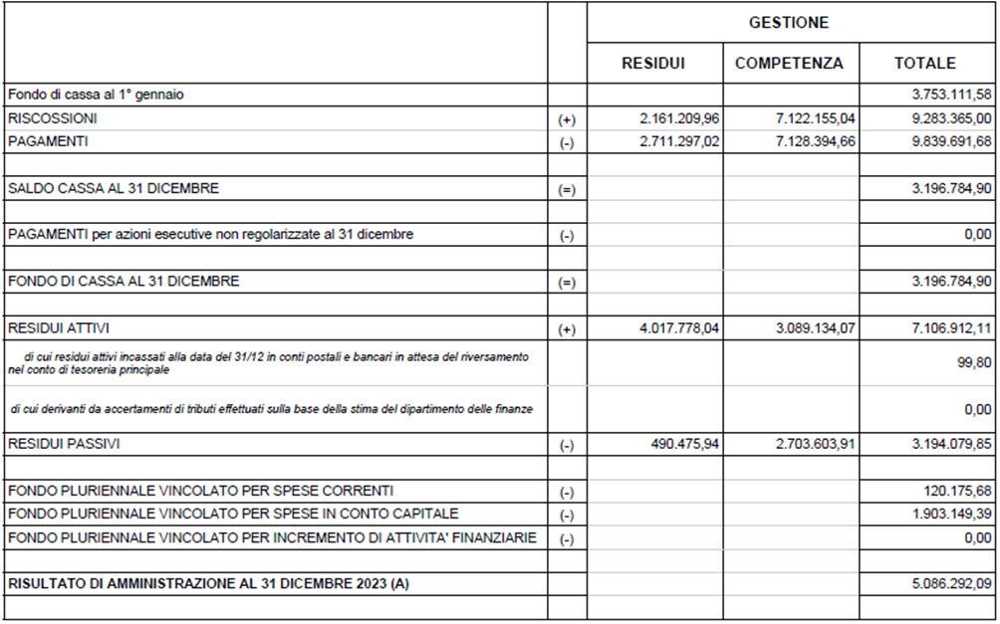 GESTIONE
RESIDUI COMPETENZA TOTALE
Fondo di cassa al 1° gennaio 3.753.111,58
RISCOSSIONI (+) 2.161.209,96 7.122.155,04 9.283.365,00
PAGAMENTI (-) 2.711.297,02 7.128.394,66 9.839.691,68
SALDO CASSA AL 31 DICEMBRE (=) 3.196.784,90
PAGAMENTI per azioni esecutive non regolarizzate al 31 dicembre (-) 0,00
FONDO DI CASSA AL 31 DICEMBRE (=) 3.196.784,90
RESIDUI ATTIVI (+) 4.017.778,04 3.089.134,07 7.106.912,11
di cui residui attivi incassati alla data del 31/12 in conti postali e bancari in attesa del riversamento
nel conto di tesoreria principale 99,80
di cui derivanti da accertamenti di tributi effettuati sulla base della stima del dipartimento delle finanze 0,00
RESIDUI PASSIVI (-) 490.475,94 2.703.603,91 3.194.079,85
FONDO PLURIENNALE VINCOLATO PER SPESE CORRENTI (-) 120.175,68
FONDO PLURIENNALE VINCOLATO PER SPESE IN CONTO CAPITALE (-) 1.903.149,39
FONDO PLURIENNALE VINCOLATO PER INCREMENTO DI ATTIVITA' FINANZIARIE (-) 0,00
RISULTATO DI AMMINISTRAZIONE AL 31 DICEMBRE 2023 (A) 5.086.292,09